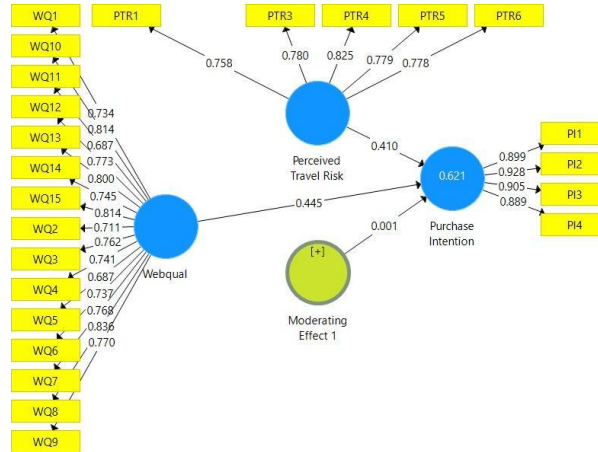 WQ1
PTR1
PTR3
PTR4
PTR5
PTR6
WQ10
WQ11
WQ12
WQ13
WQ14
WQ15
WQ2
WQ3
WQ4
WQ5
WQ6
WQ7
WQ8
WQ9
0.734
0.814
0.687
0.773
0.800
0.745
0.814
0.711
0.762
0.741
0.687
0.737
0.768
0.836
0.770
Webqual
0.758
0.780
0.825
0.779
0.778
Perceived
Travel Risk
0.410
0.445
0.001
[+]
Moderating
Effect 1
0.621
Purchase
Intention
0.899
0.928
0.905
0.889
PI1
PI2
PI3
PI4